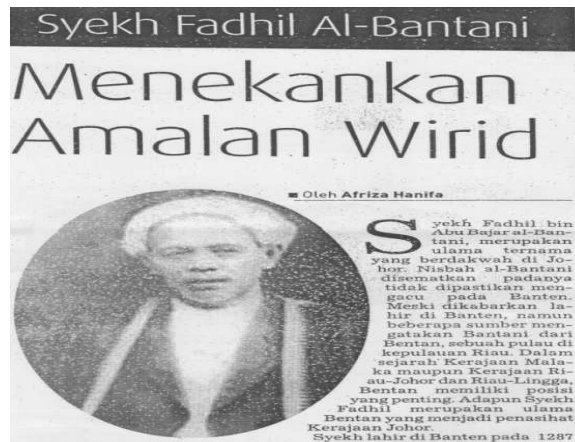 Syekh Fadhil Al-Bantani
Menekankan
Amalan Wirid
Oleh Afriza Hanifa
Syekh Fadhil bin
Abu Bajar al-Ban-
tani, merupakan
ulama ternama
yang berdakwah di Jo-
hor. Nisbah al-Bantani
disematkan padanya
tidak dipastikan men-
gacu pada Banten.
Meski dikabarkan la-
hir di Banten, namun
beberapa sumber men-
gatakan Bantani dari
Bentan, sebuah pulau di
kepulauan Riau. Dalam
sejarah Kerajaan Mala-
ka maupun Kerajaan Ri-
au-Johor dan Riau-Lingga,
Bentan memiliki posisi
yang penting. Adapun Syekh
Fadhil merupakan ulama
Bentan yang menjadi penasihat
Kerajaan Johor.
Syekh lahir di Banten pada 1287